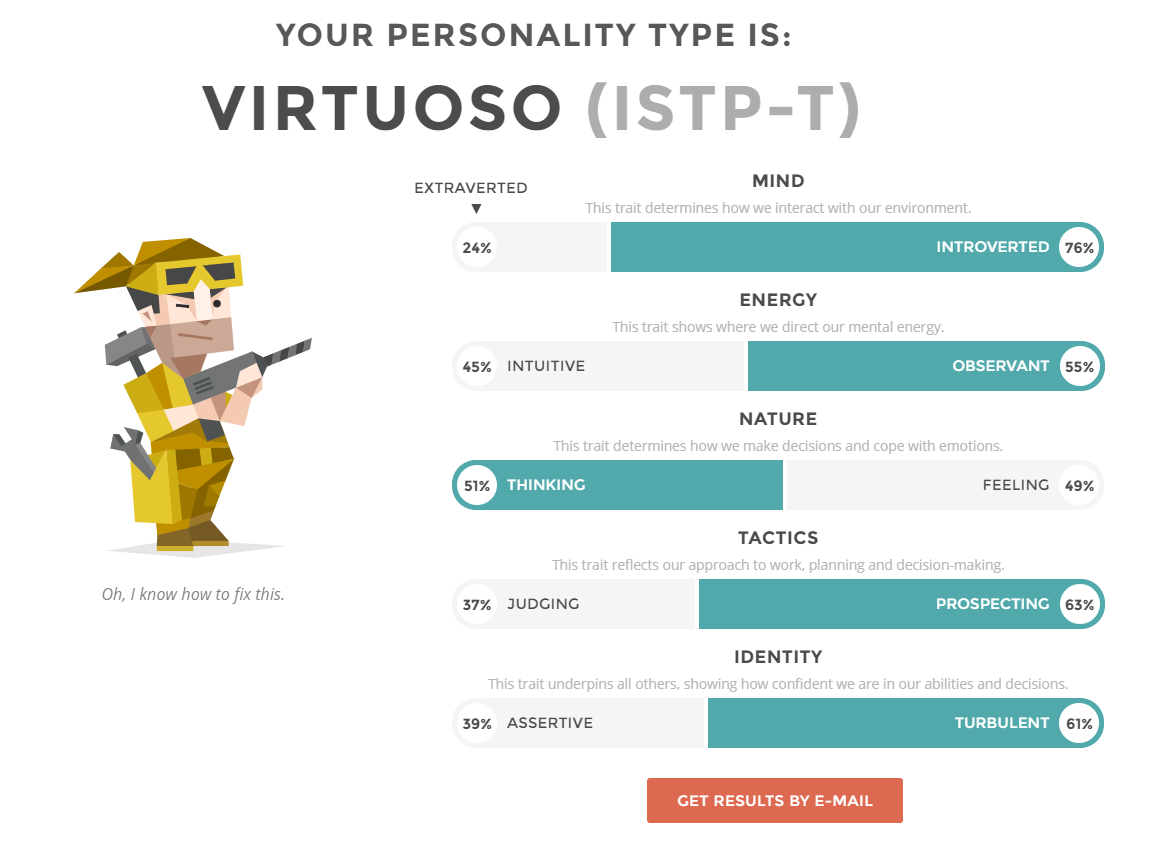 YOUR PERSONALITY TYPE IS:
VIRTUOSO (ISTP-T)
MIND
EXTRAVERTED
This trait determines how we interact with our environment.
24% INTROVERTED 76%
ENERGY
This trait shows where we direct our mental energy.
45% INTUITIVE OBSERVANT 55%
NATURE
This trait determines how we make decisions and cope with emotions.
51% THINKING FEELING 49%
TACTICS
This trait reflects our approach to work, planning and decision-making.
37% JUDGING PROSPECTING 63%
IDENTITY
This trait underpins all others, showing how confident we are in our abilities and decisions.
39% ASSERTIVE TURBULENT 61%
Oh, I know how to fix this.
GET RESULTS BY E-MAIL